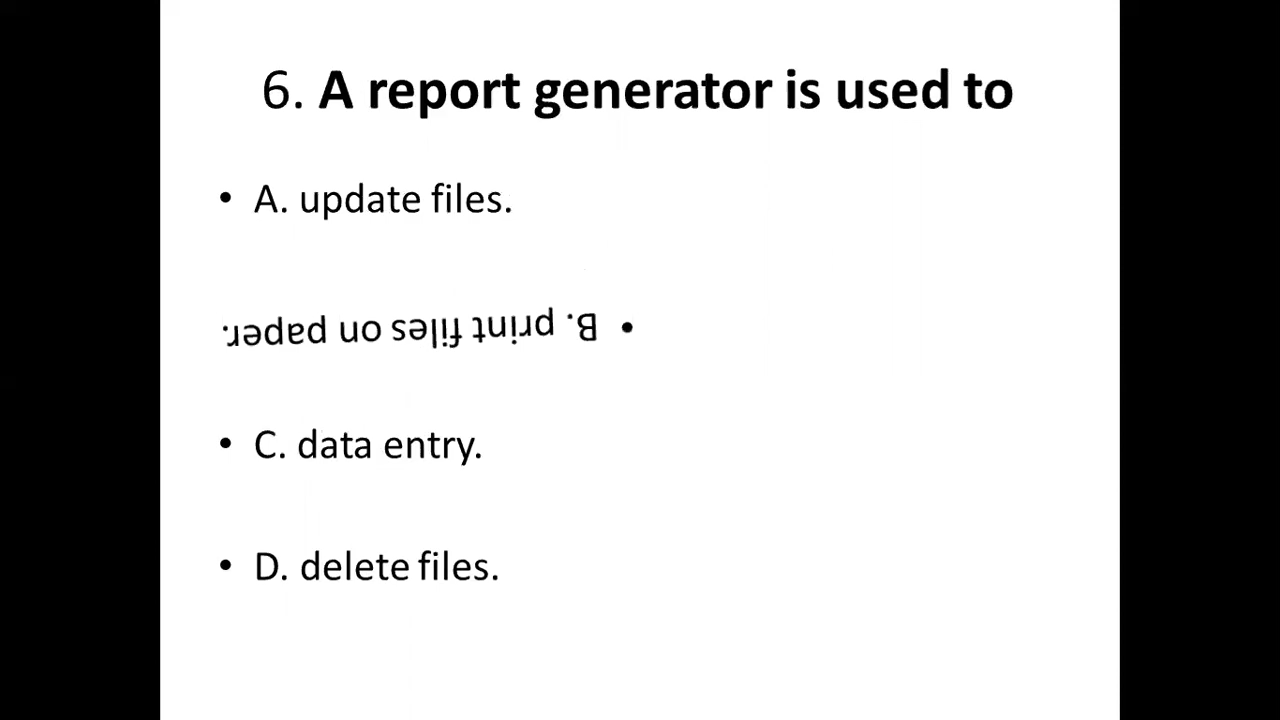 6. A report generator is used to
• A. update files.
• B. print files on paper.
• C. data entry.
• D. delete files.